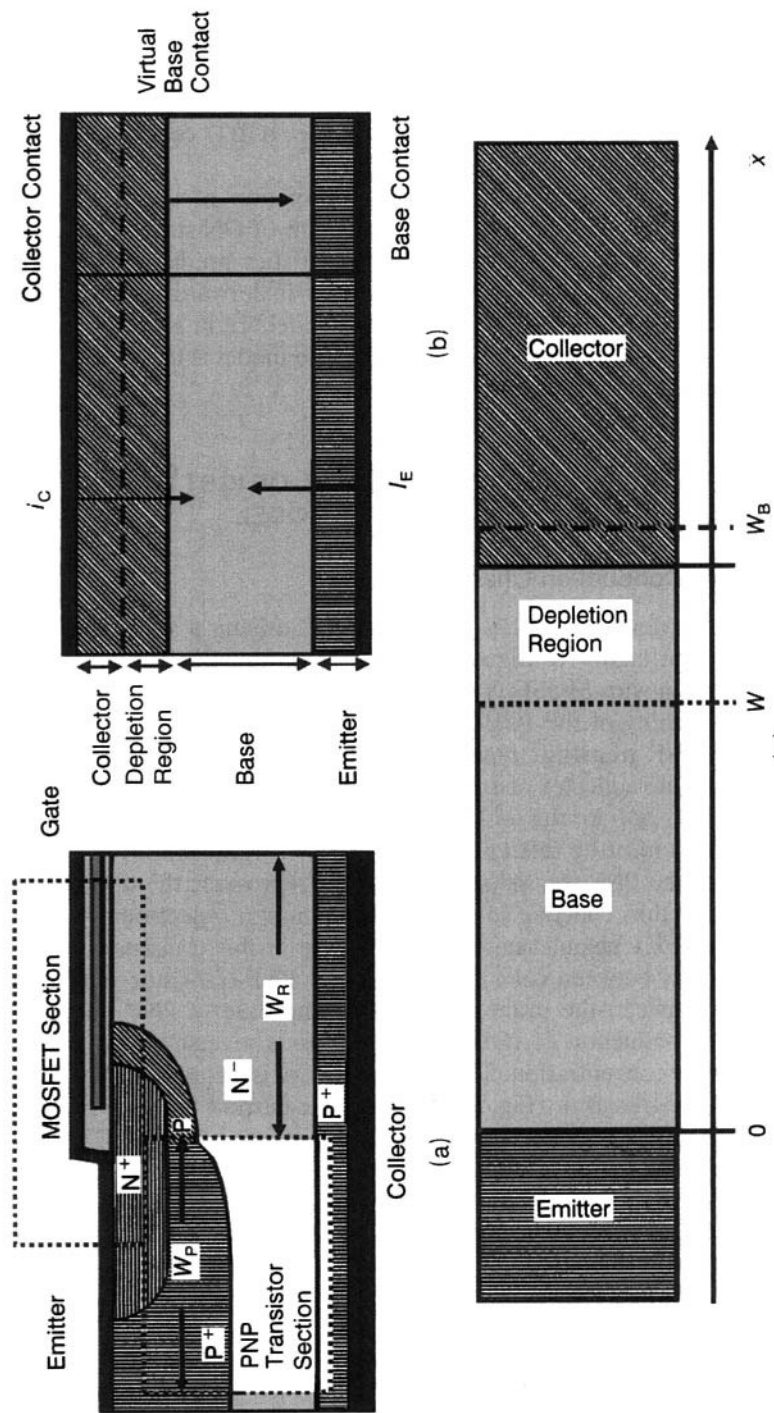 Emitter
MOSFET Section
Gate
N+
P
W_P
P+
W_R
N−
PNP
Transistor
Section
P+
Collector
(a)
Collector
Depletion
Region
Base
Emitter
i_C
Collector Contact
Virtual
Base
Contact
I_E
Base Contact
(b)
Emitter
Base
Depletion
Region
Collector
0
W
W_B
x